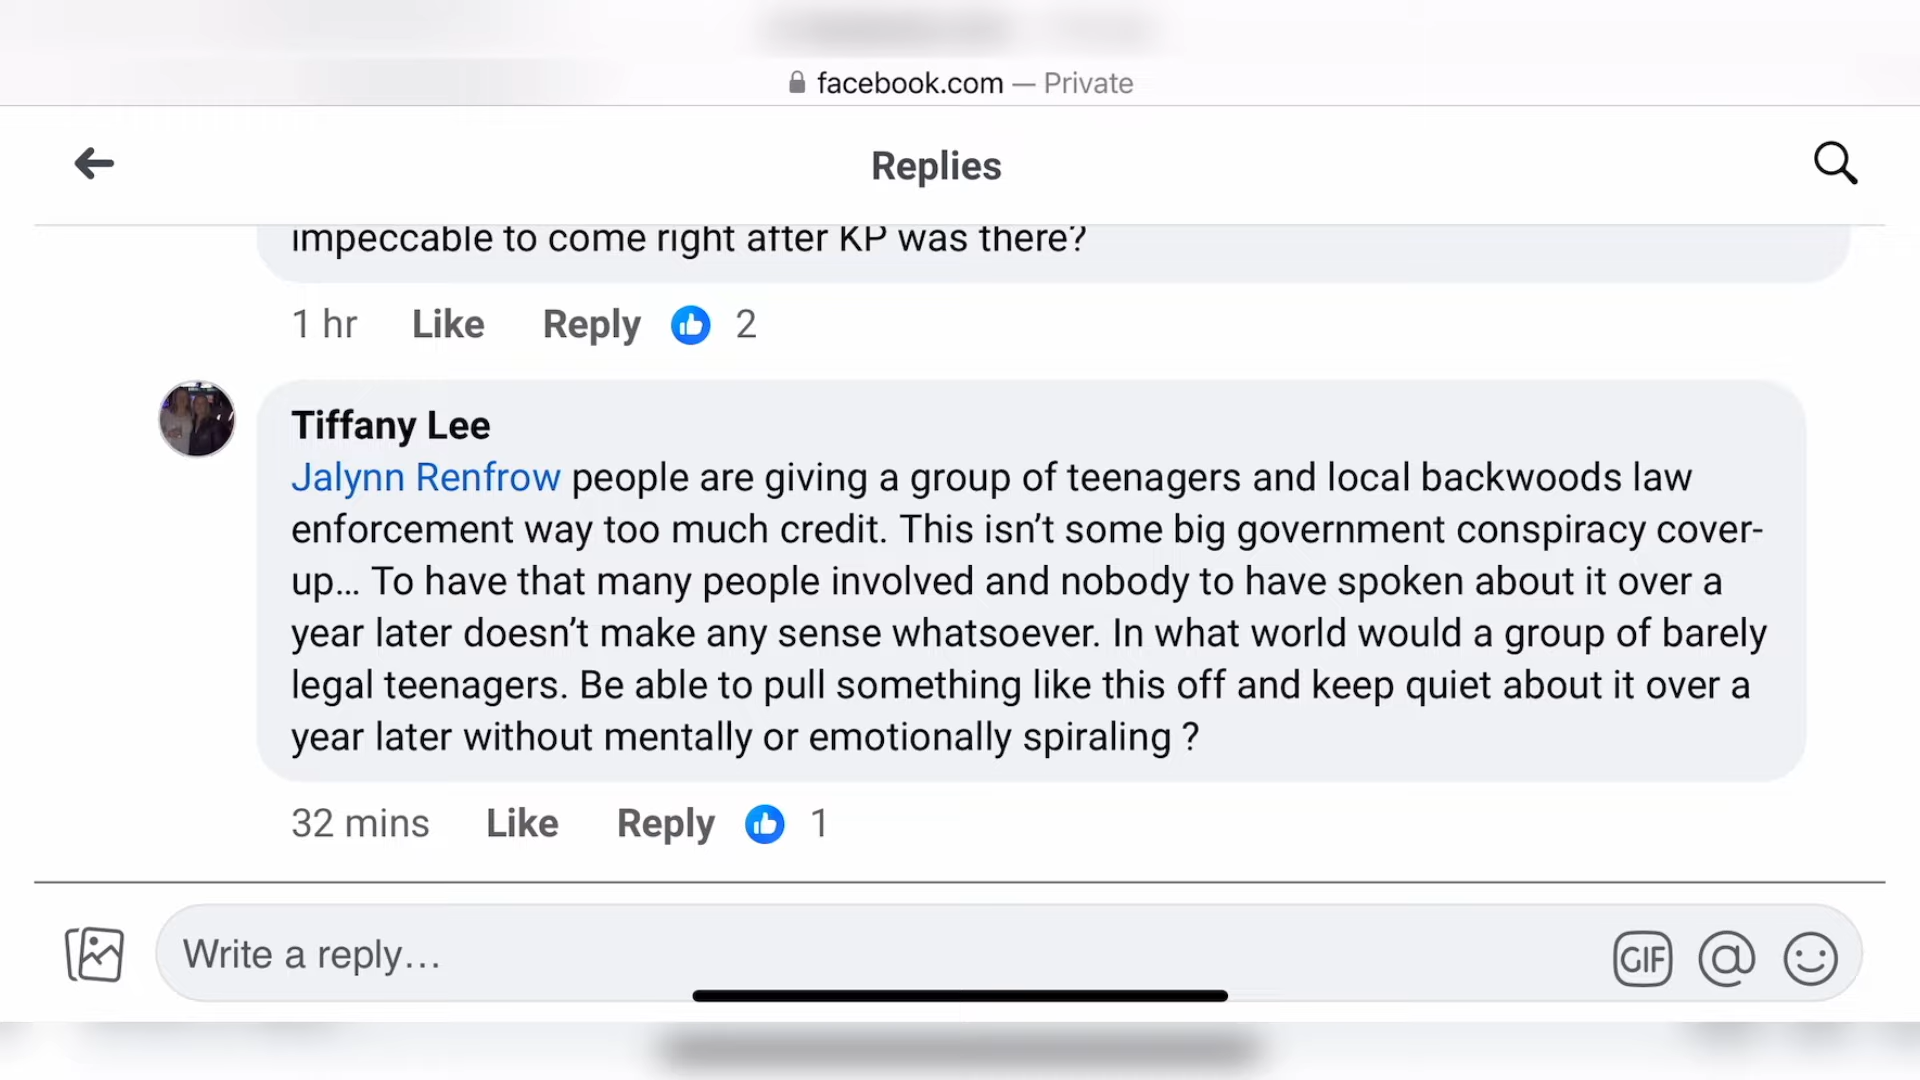 facebook.com — Private
Replies
impeccable to come right after KP was there?
1 hr Like Reply 2
Tiffany Lee
Jalynn Renfrow people are giving a group of teenagers and local backwoods law
enforcement way too much credit. This isn’t some big government conspiracy cover-
up... To have that many people involved and nobody to have spoken about it over a
year later doesn’t make any sense whatsoever. In what world would a group of barely
legal teenagers. Be able to pull something like this off and keep quiet about it over a
year later without mentally or emotionally spiraling ?
32 mins Like Reply 1
Write a reply...
GIF @